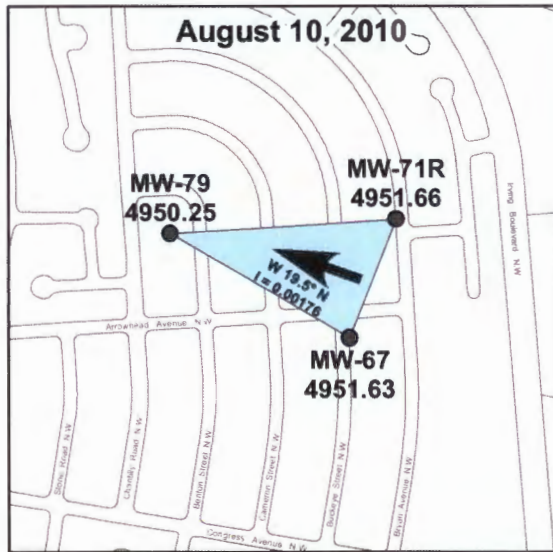 August 10, 2010
MW-79
4950.25
MW-71R
4951.66
W 19.5° N
I = 0.00176
MW-67
4951.63
Irving Boulevard N.W.
Arrowhead Avenue N.W.
Stone Road N.W.
Chantilly Road N.W.
Benton Street N.W.
Cameron Street N.W.
Buckeye Street N.W.
Bryan Avenue N.W.
Congress Avenue N.W.